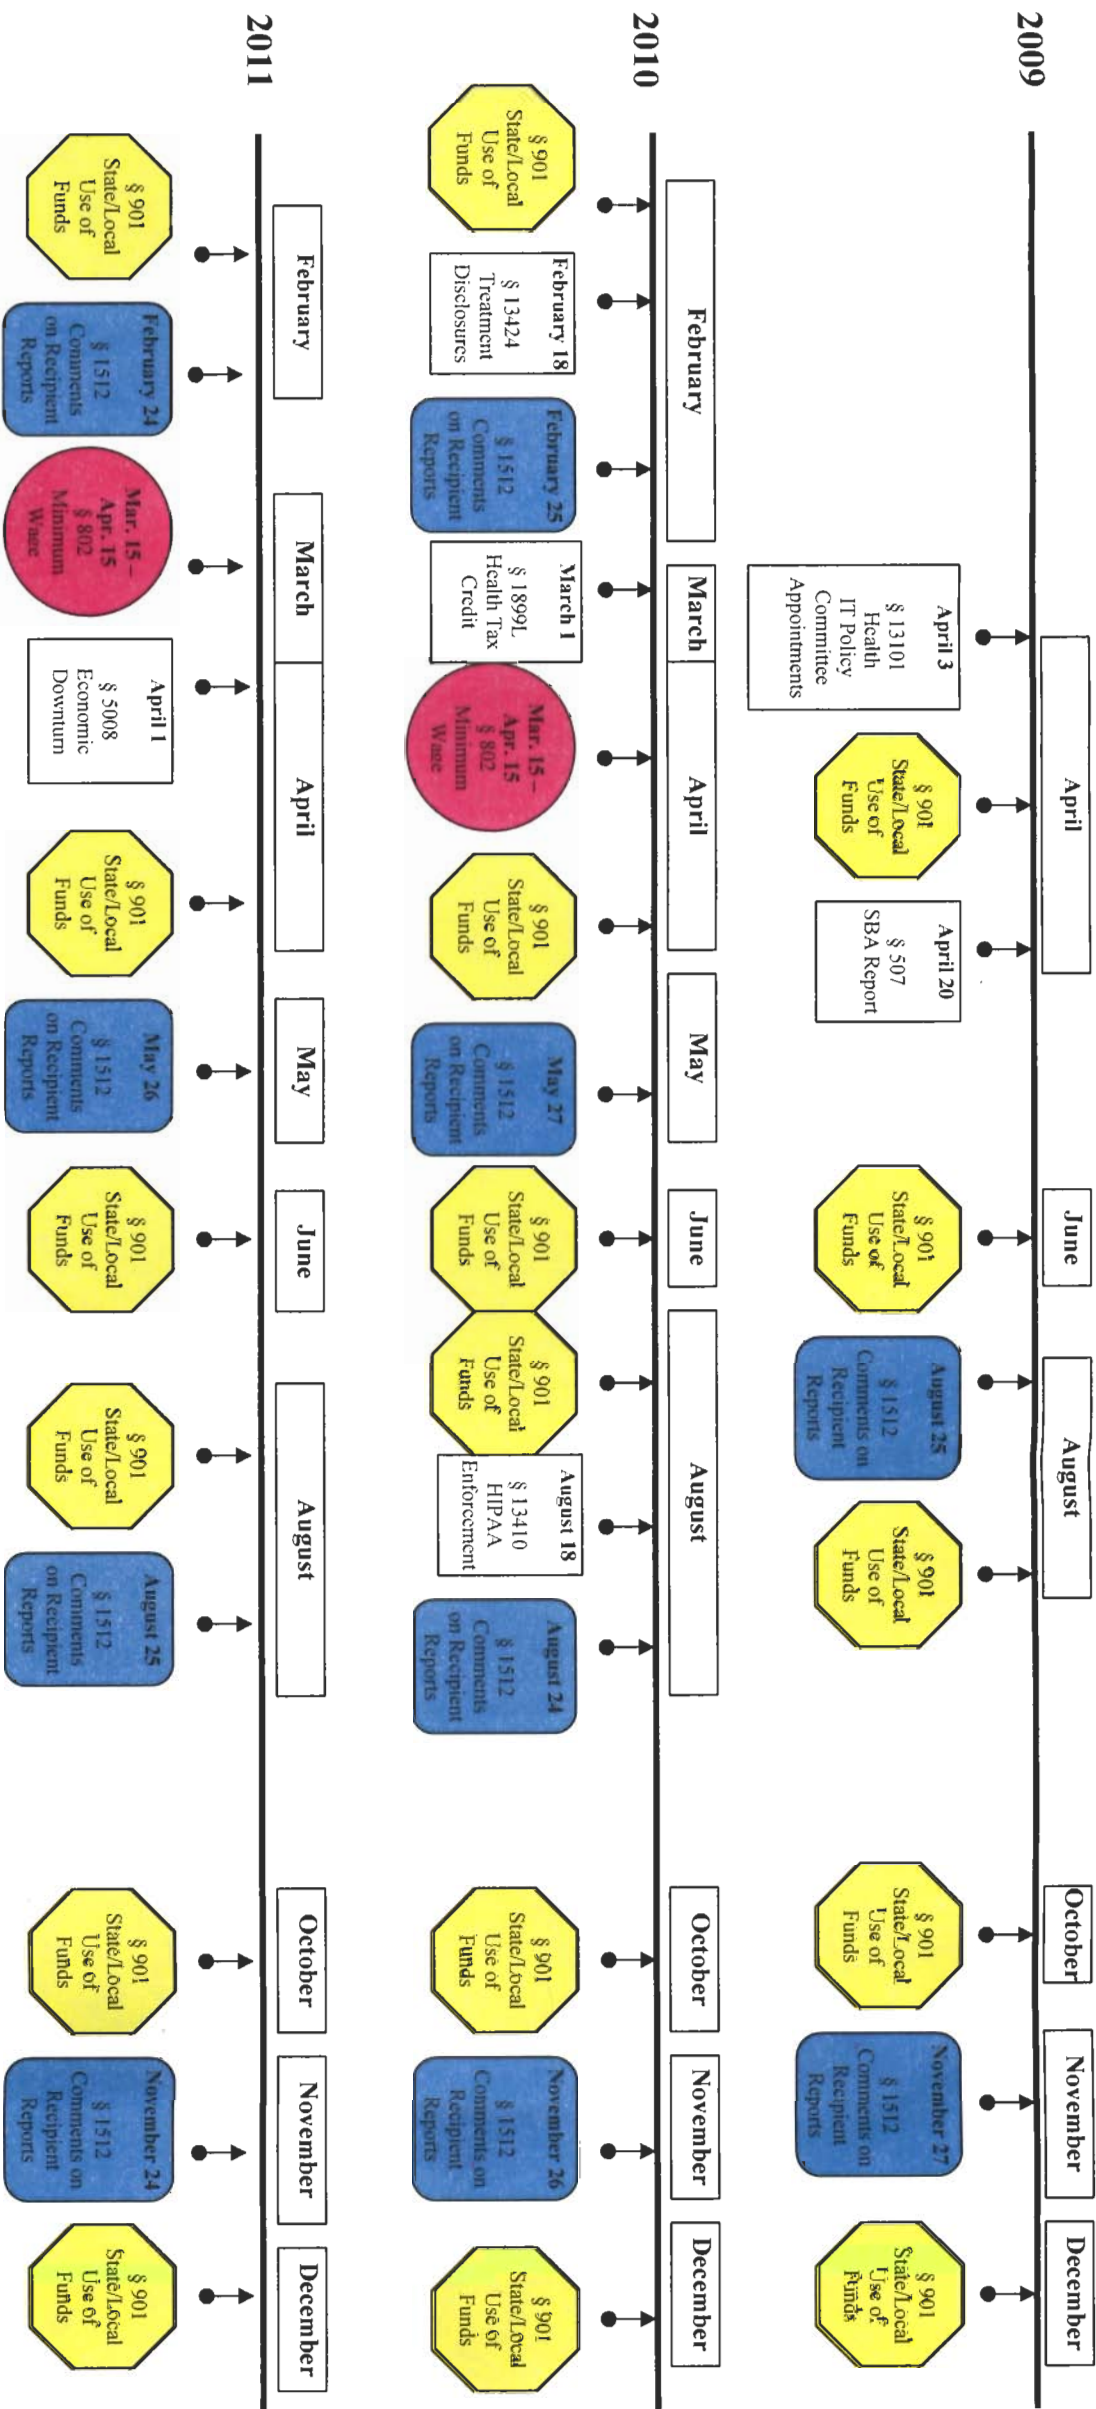 2009
April
June
August
October
November
December
April 3
§ 13101
Health
IT Policy
Committee
Appointments
§ 901
State/Local
Use of
Funds
April 20
§ 507
SBA Report
§ 901
State/Local
Use of
Funds
August 25
§ 1512
Comments on
Recipient
Reports
§ 901
State/Local
Use of
Funds
§ 901
State/Local
Use of
Funds
November 27
§ 1512
Comments on
Recipient
Reports
§ 901
State/Local
Use of
Funds
2010
February
March
April
May
June
August
October
November
December
§ 901
State/Local
Use of
Funds
February 18
§ 13424
Treatment
Disclosures
February 25
§ 1512
Comments
on Recipient
Reports
March 1
§ 1899L
Health Tax
Credit
Mar. 15 –
Apr. 15
§ 802
Minimum
Wage
§ 901
State/Local
Use of
Funds
May 27
§ 1512
Comments
on Recipient
Reports
§ 901
State/Local
Use of
Funds
§ 901
State/Local
Use of
Funds
August 18
§ 13410
HIPAA
Enforcement
August 24
§ 1512
Comments
on Recipient
Reports
§ 901
State/Local
Use of
Funds
November 26
§ 1512
Comments on
Recipient
Reports
§ 901
State/Local
Use of
Funds
2011
February
March
April
May
June
August
October
November
December
§ 901
State/Local
Use of
Funds
February 24
§ 1512
Comments
on Recipient
Reports
Mar. 15 –
Apr. 15
§ 802
Minimum
Wage
April 1
§ 5008
Economic
Downturn
§ 901
State/Local
Use of
Funds
May 26
§ 1512
Comments
on Recipient
Reports
§ 901
State/Local
Use of
Funds
§ 901
State/Local
Use of
Funds
August 25
§ 1512
Comments
on Recipient
Reports
§ 901
State/Local
Use of
Funds
November 24
§ 1512
Comments on
Recipient
Reports
§ 901
State/Local
Use of
Funds